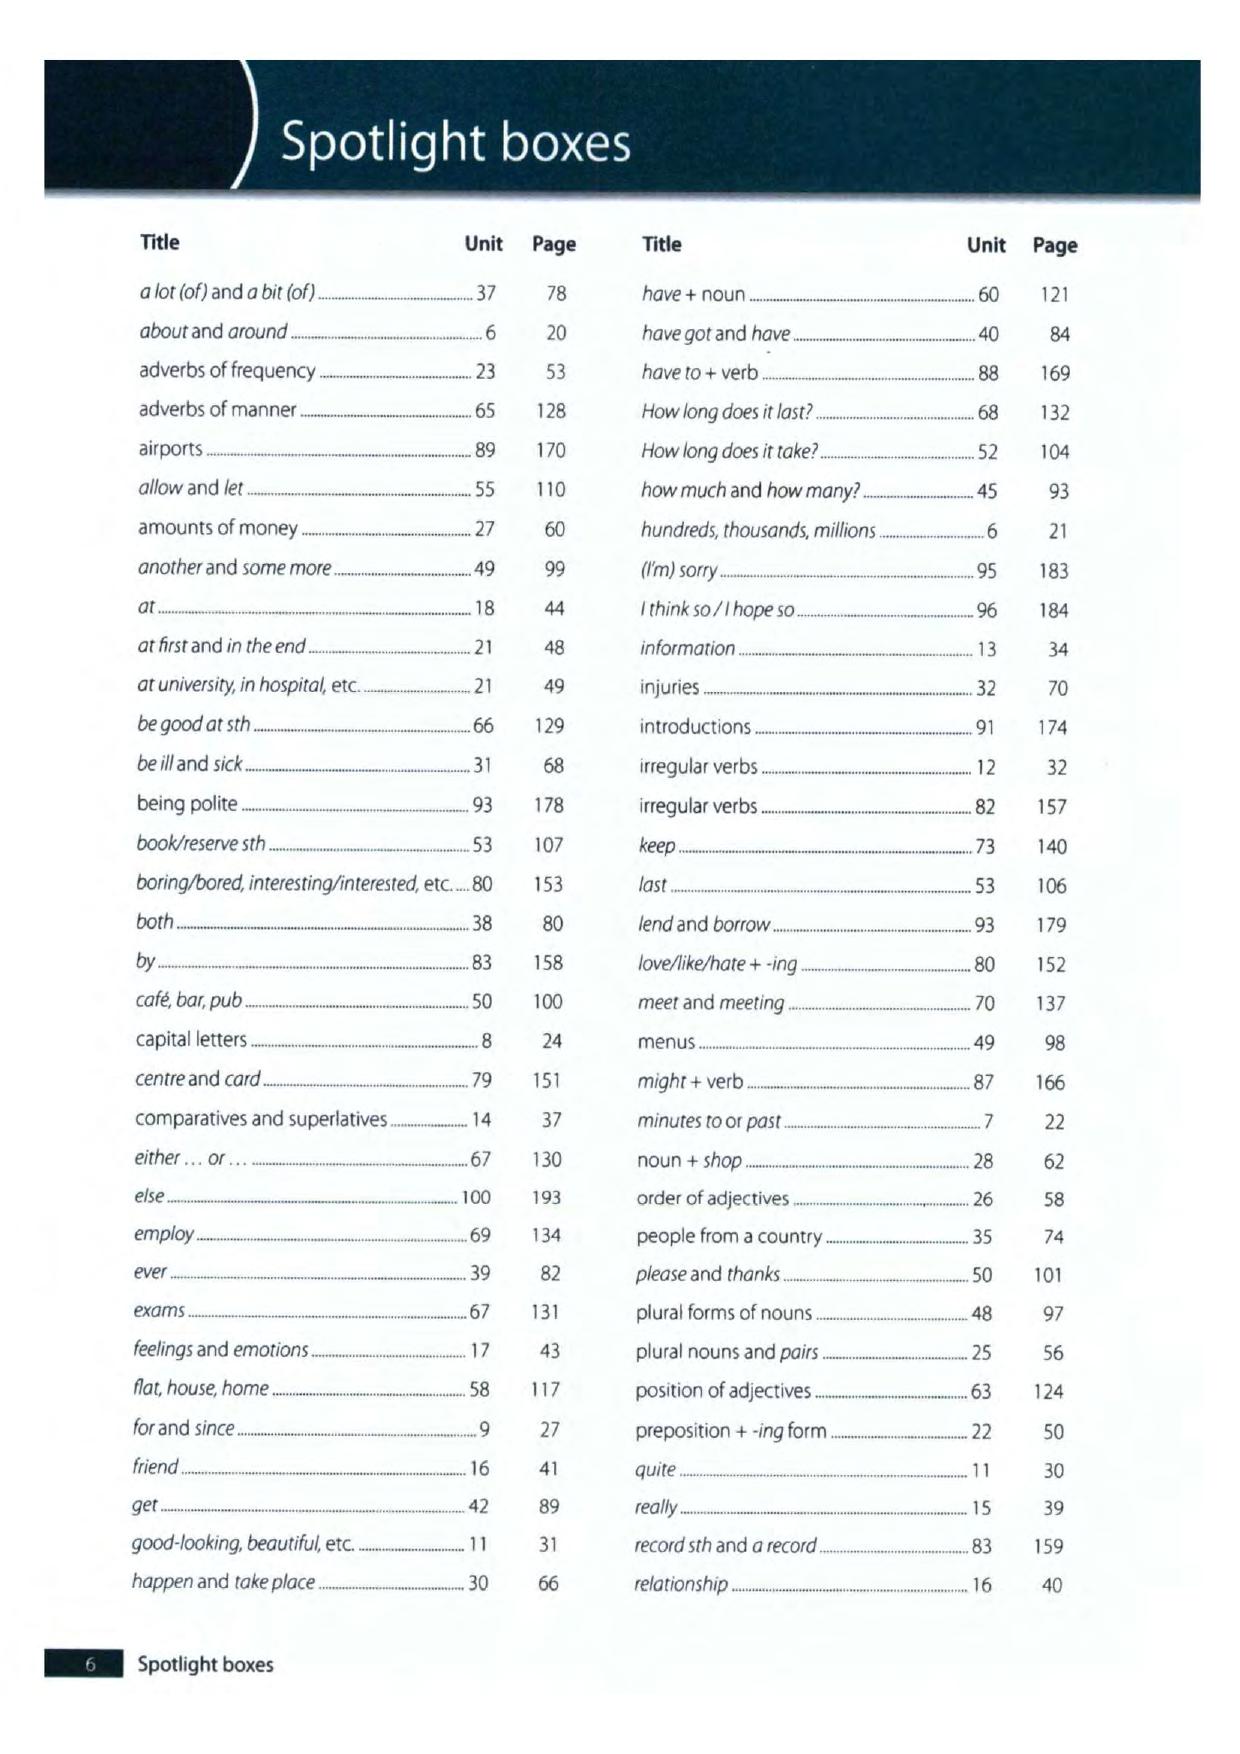 Spotlight boxes
Title Unit Page
a lot (of) and a bit (of) 37 78
about and around 6 20
adverbs of frequency 23 53
adverbs of manner 65 128
airports 89 170
allow and let 55 110
amounts of money 27 60
another and some more 49 99
at 18 44
at first and in the end 21 48
at university, in hospital, etc. 21 49
be good at sth 66 129
be ill and sick 31 68
being polite 93 178
book/reserve sth 53 107
boring/bored, interesting/interested, etc. 80 153
both 38 80
by 83 158
café, bar, pub 50 100
capital letters 8 24
centre and card 79 151
comparatives and superlatives 14 37
either ... or ... 67 130
else 100 193
employ 69 134
ever 39 82
exams 67 131
feelings and emotions 17 43
flat, house, home 58 117
for and since 9 27
friend 16 41
get 42 89
good-looking, beautiful, etc. 11 31
happen and take place 30 66
Title Unit Page
have + noun 60 121
have got and have 40 84
have to + verb 88 169
How long does it last? 68 132
How long does it take? 52 104
how much and how many? 45 93
hundreds, thousands, millions 6 21
(I'm) sorry 95 183
I think so / I hope so 96 184
information 13 34
injuries 32 70
introductions 91 174
irregular verbs 12 32
irregular verbs 82 157
keep 73 140
last 53 106
lend and borrow 93 179
love/like/hate + -ing 80 152
meet and meeting 70 137
menus 49 98
might + verb 87 166
minutes to or past 7 22
noun + shop 28 62
order of adjectives 26 58
people from a country 35 74
please and thanks 50 101
plural forms of nouns 48 97
plural nouns and pairs 25 56
position of adjectives 63 124
preposition + -ing form 22 50
quite 11 30
really 15 39
record sth and a record 83 159
relationship 16 40
6 Spotlight boxes